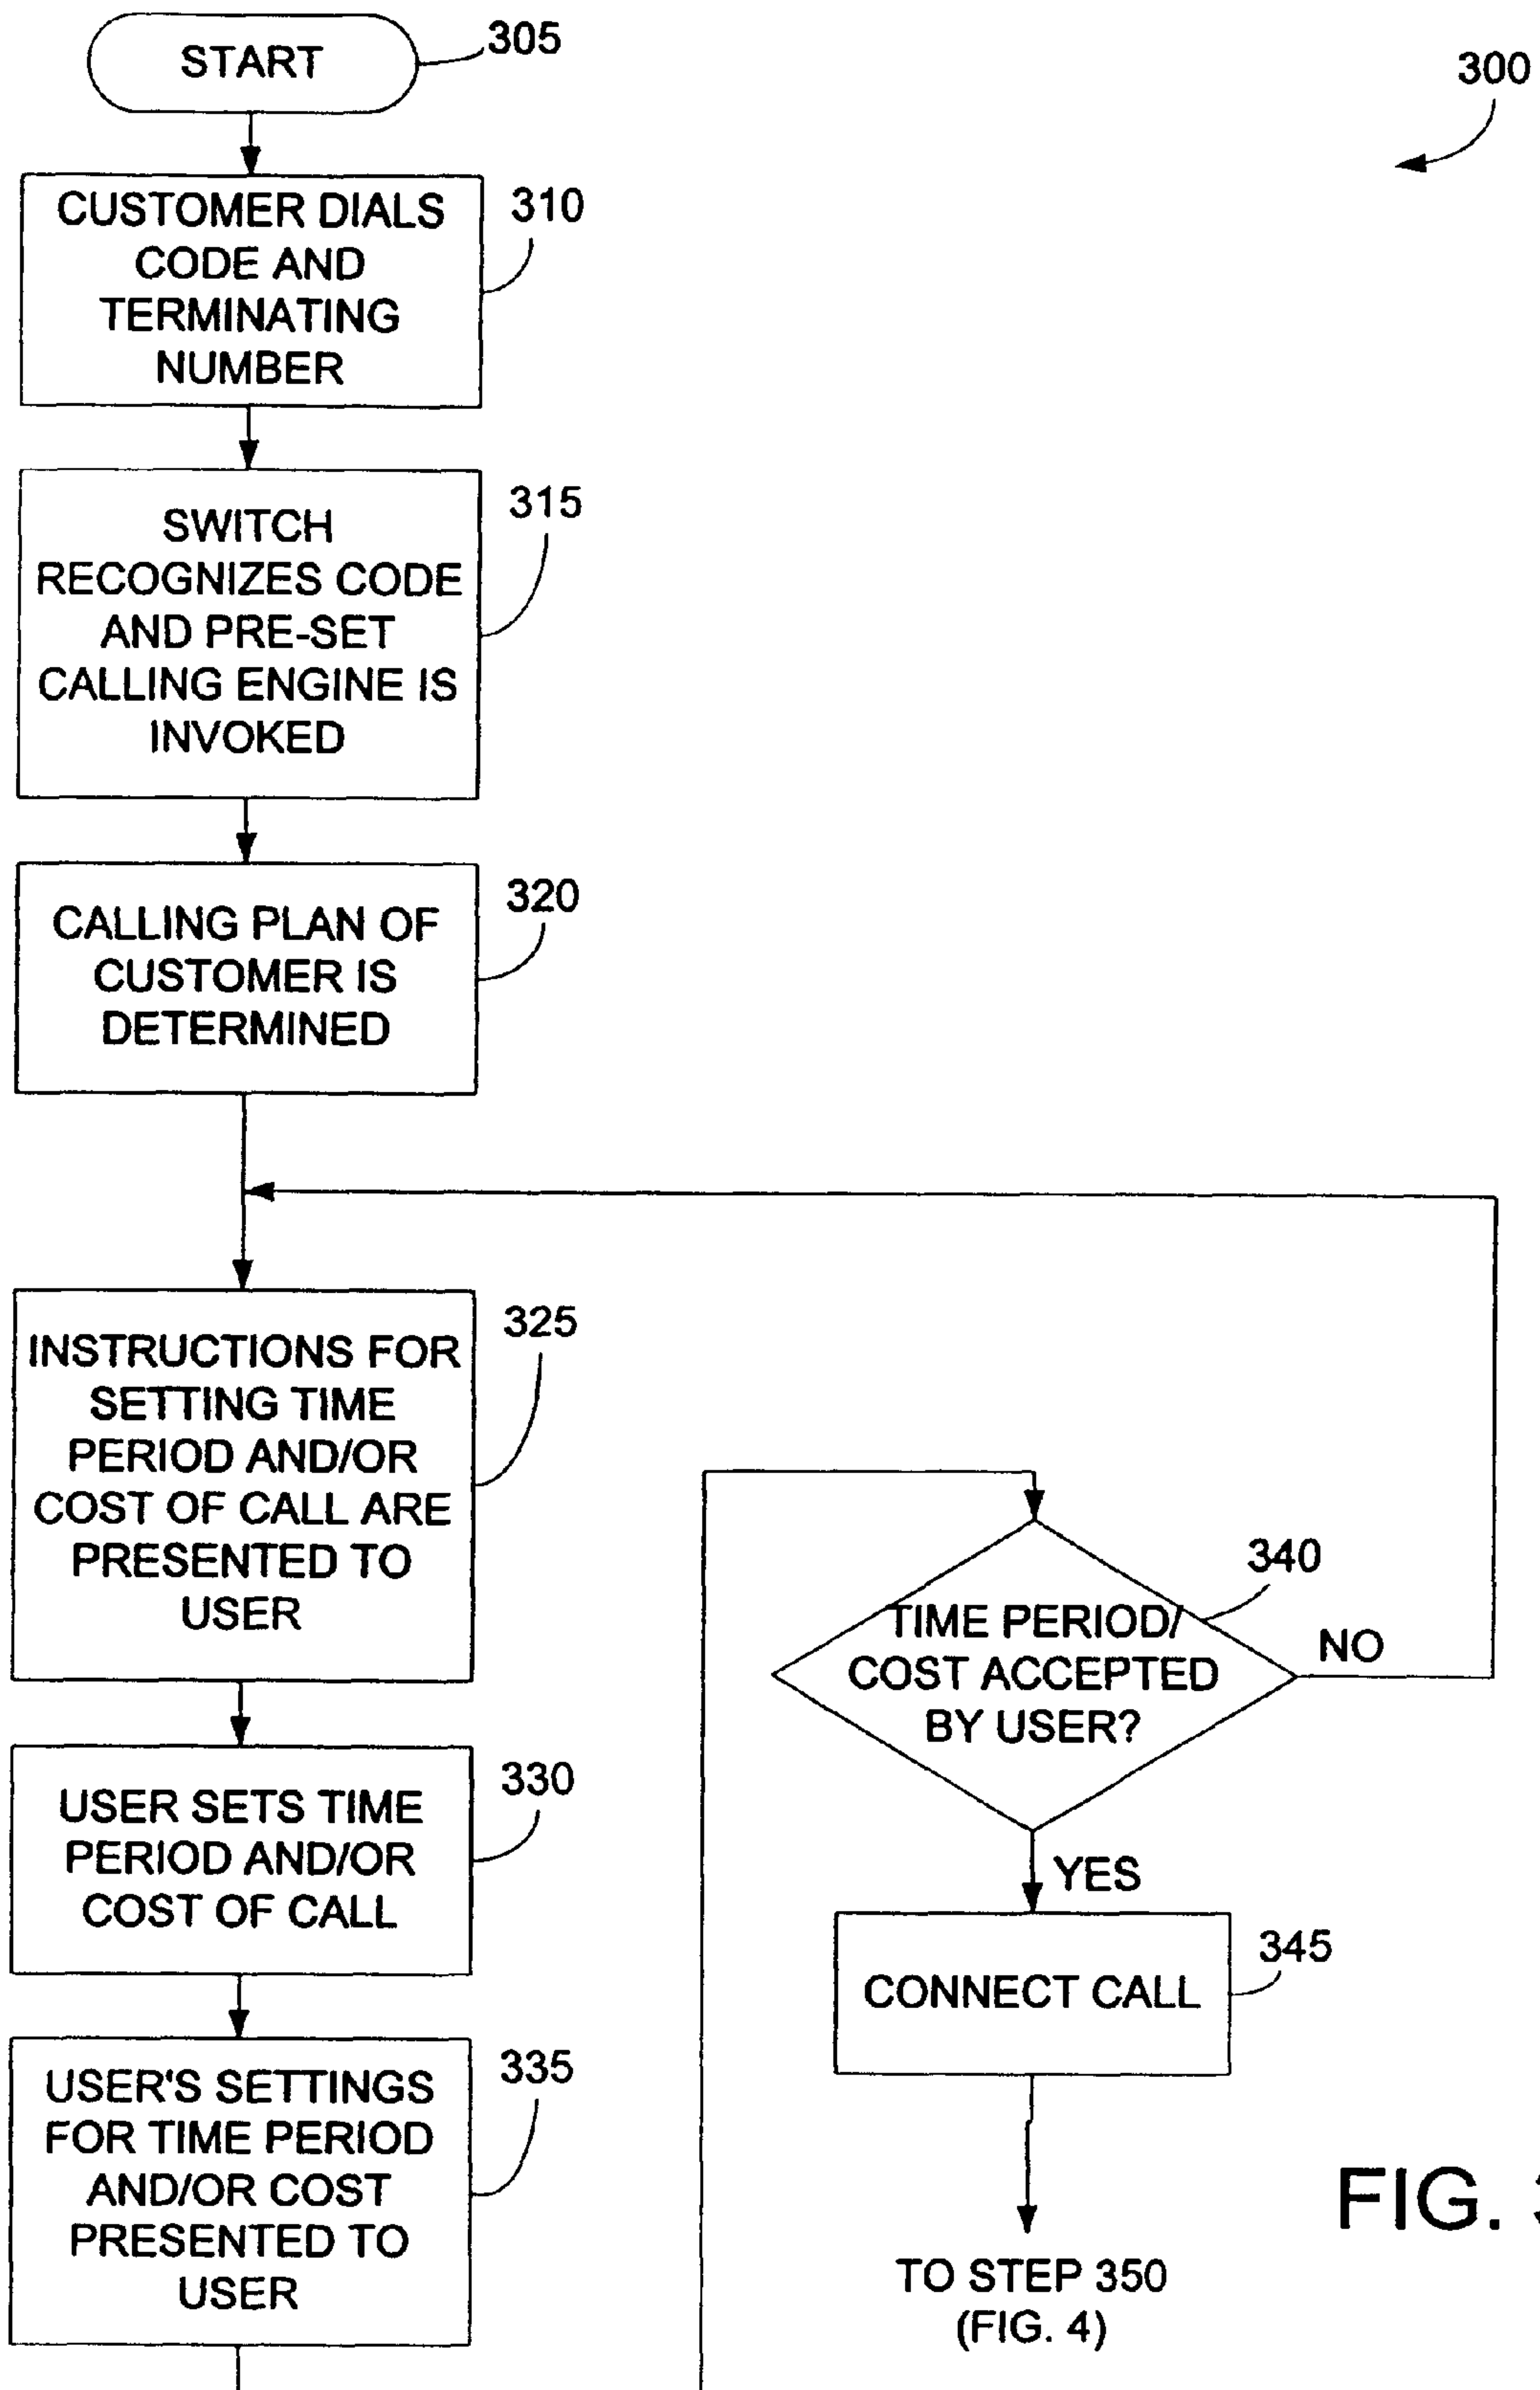 START
305
300
CUSTOMER DIALS
CODE AND
TERMINATING
NUMBER
310
SWITCH
RECOGNIZES CODE
AND PRE-SET
CALLING ENGINE IS
INVOKED
315
CALLING PLAN OF
CUSTOMER IS
DETERMINED
320
INSTRUCTIONS FOR
SETTING TIME
PERIOD AND/OR
COST OF CALL ARE
PRESENTED TO
USER
325
USER SETS TIME
PERIOD AND/OR
COST OF CALL
330
USER'S SETTINGS
FOR TIME PERIOD
AND/OR COST
PRESENTED TO
USER
335
TIME PERIOD/
COST ACCEPTED
BY USER?
340
NO
YES
CONNECT CALL
345
TO STEP 350
(FIG. 4)
FIG.